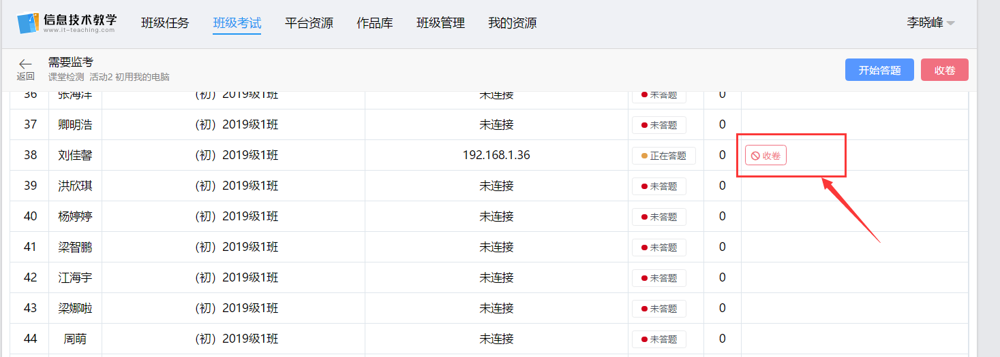 信息技术教学
www.it-teaching.com
班级任务 班级考试 平台资源 作品库 班级管理 我的资源 李晓峰
返回
需要监考
课堂检测 活动2 初用我的电脑
开始答题 收卷
36 张海洋 (初) 2019级1班 未连接 未答题 0
37 卿明浩 (初) 2019级1班 未连接 未答题 0
38 刘佳馨 (初) 2019级1班 192.168.1.36 正在答题 0 收卷
39 洪欣琪 (初) 2019级1班 未连接 未答题 0
40 杨婷婷 (初) 2019级1班 未连接 未答题 0
41 梁智鹏 (初) 2019级1班 未连接 未答题 0
42 江海宇 (初) 2019级1班 未连接 未答题 0
43 梁娜啦 (初) 2019级1班 未连接 未答题 0
44 周萌 (初) 2019级1班 未连接 未答题 0